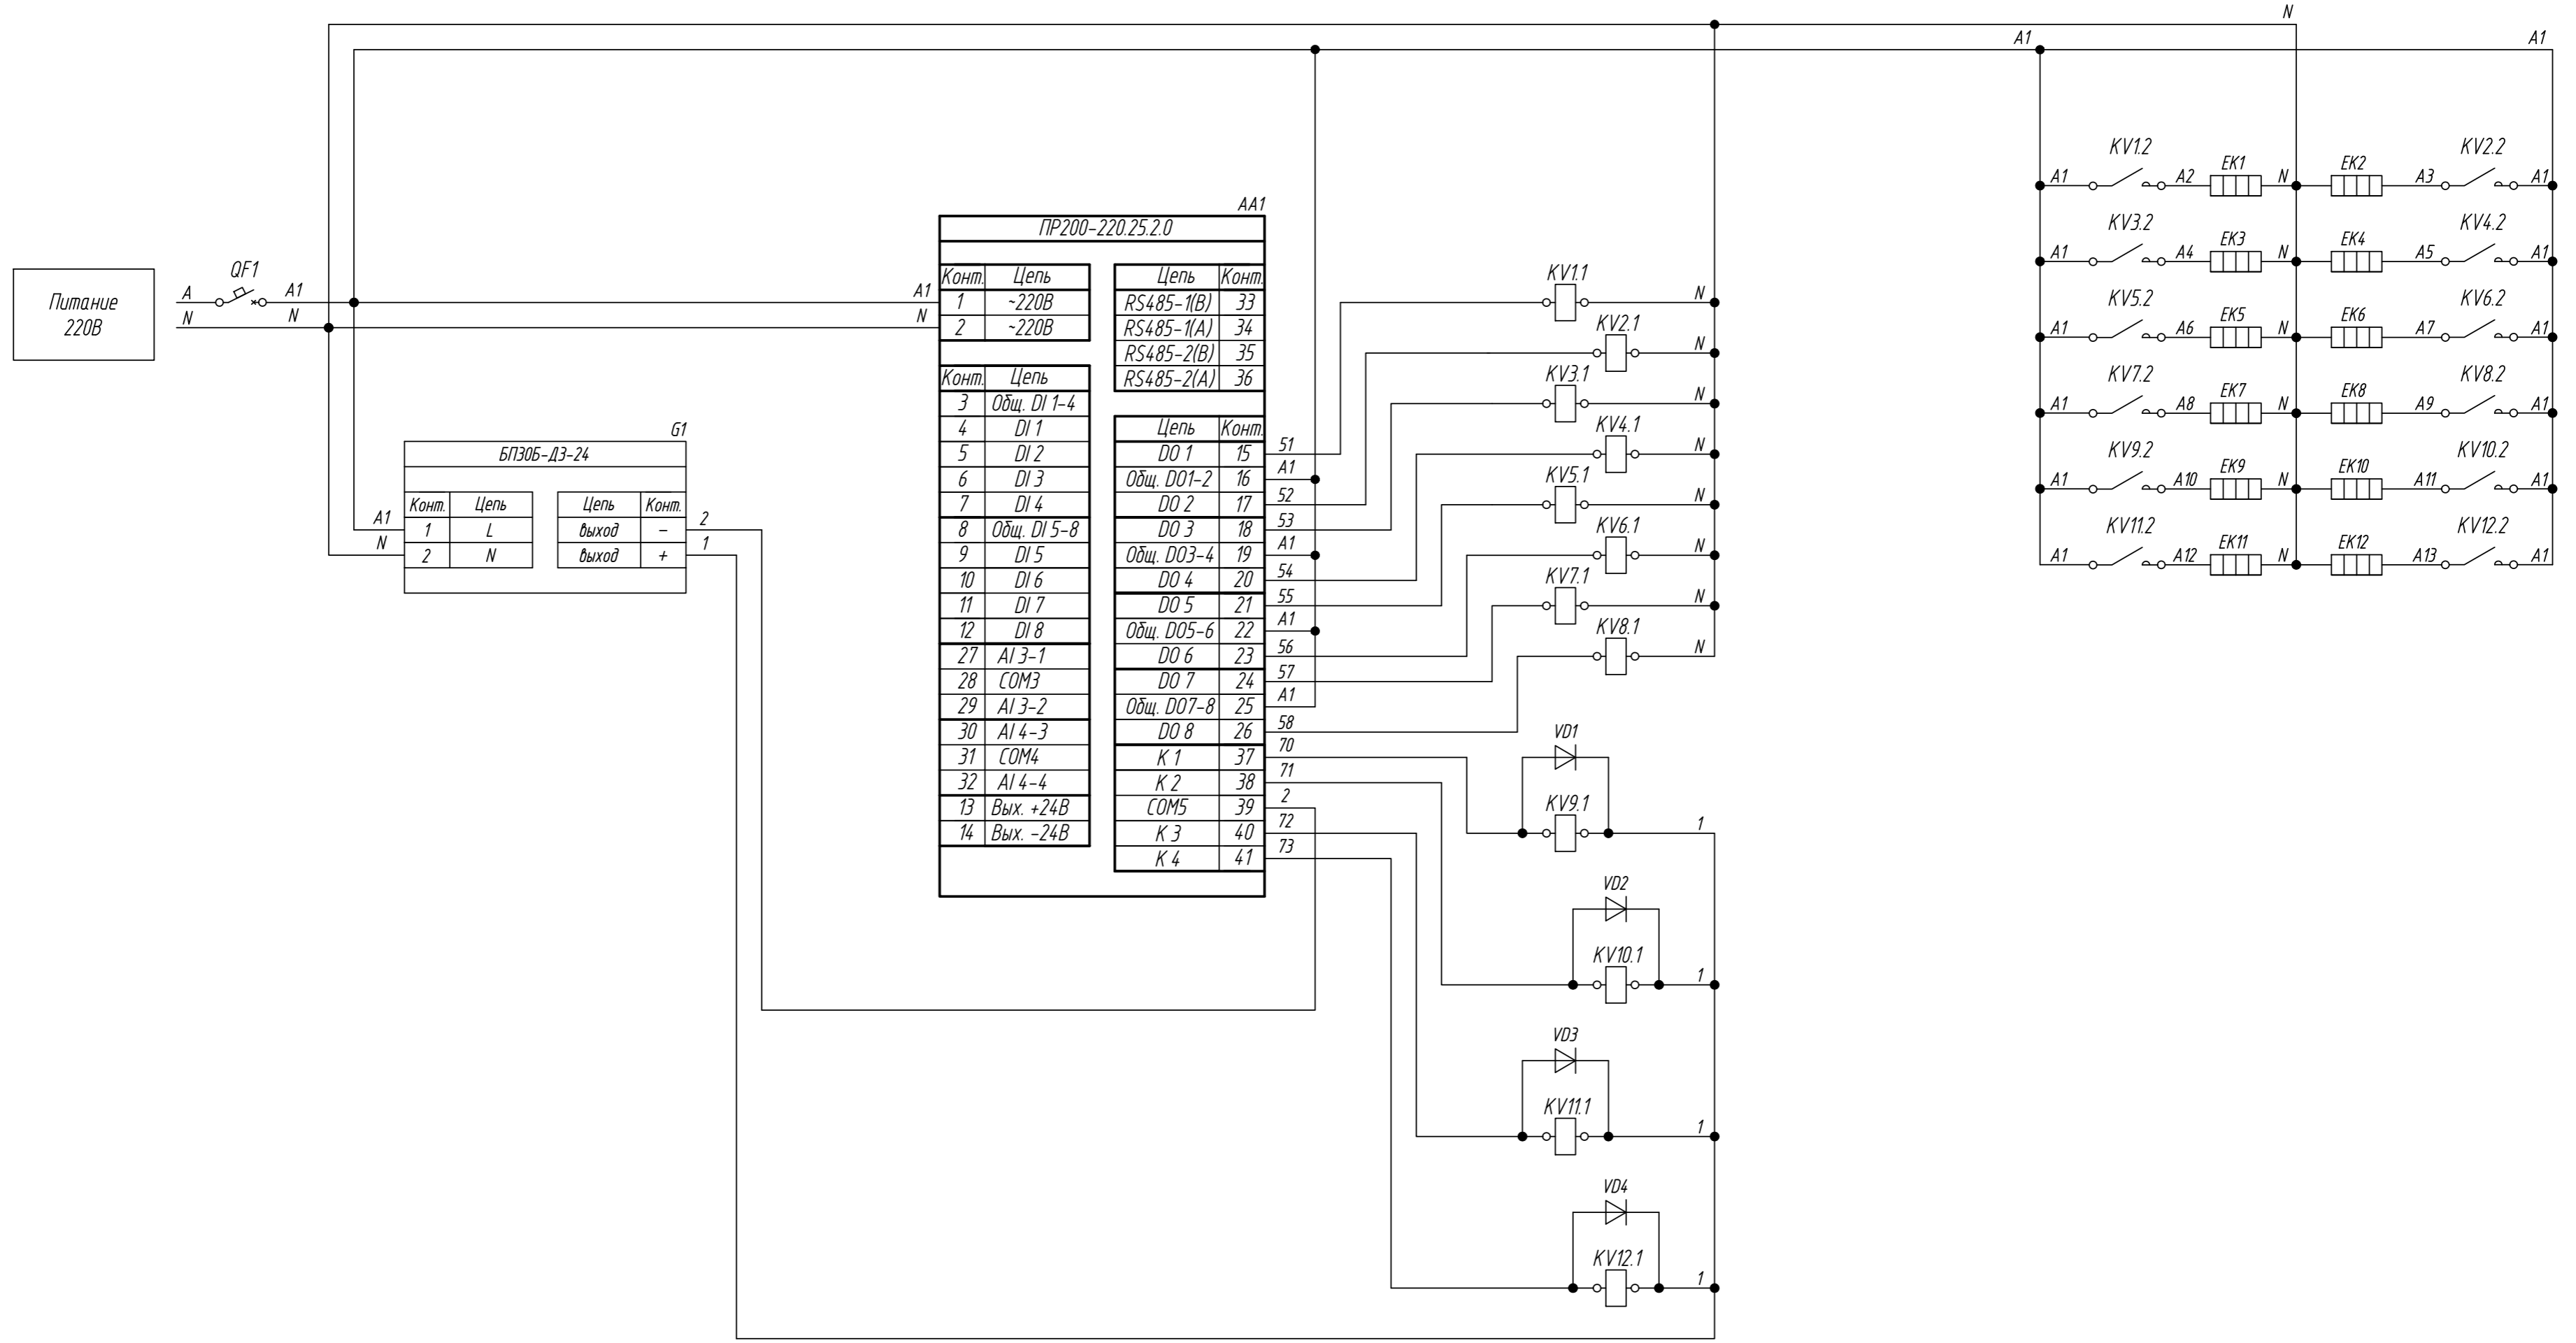 N
A1
A1
Питание
220В
A
QF1
A1
N
N
G1
БП30Б-Д3-24
Конт. Цепь Цепь Конт.
A1 1 L выход – 2
N 2 N выход + 1
AA1
ПР200-220.25.2.0
Конт. Цепь
A1 1 ~220В
N 2 ~220В
Конт. Цепь
3 Общ. DI 1-4
4 DI 1
5 DI 2
6 DI 3
7 DI 4
8 Общ. DI 5-8
9 DI 5
10 DI 6
11 DI 7
12 DI 8
27 AI 3-1
28 COM3
29 AI 3-2
30 AI 4-3
31 COM4
32 AI 4-4
13 Вых. +24В
14 Вых. -24В
Цепь Конт.
RS485-1(B) 33
RS485-1(A) 34
RS485-2(B) 35
RS485-2(A) 36
Цепь Конт.
DO 1 15 51
Общ. DO1-2 16 A1
DO 2 17 52
DO 3 18 53
Общ. DO3-4 19 A1
DO 4 20 54
DO 5 21 55
Общ. DO5-6 22 A1
DO 6 23 56
DO 7 24 57
Общ. DO7-8 25 A1
DO 8 26 58
K 1 37 70
K 2 38 71
COM5 39 2
K 3 40 72
K 4 41 73
KV1.1 N
KV2.1 N
KV3.1 N
KV4.1 N
KV5.1 N
KV6.1 N
KV7.1 N
KV8.1 N
VD1
KV9.1 1
VD2
KV10.1 1
VD3
KV11.1 1
VD4
KV12.1 1
KV1.2 EK1 EK2 KV2.2
A1 A2 N A3 A1
KV3.2 EK3 EK4 KV4.2
A1 A4 N A5 A1
KV5.2 EK5 EK6 KV6.2
A1 A6 N A7 A1
KV7.2 EK7 EK8 KV8.2
A1 A8 N A9 A1
KV9.2 EK9 EK10 KV10.2
A1 A10 N A11 A1
KV11.2 EK11 EK12 KV12.2
A1 A12 N A13 A1